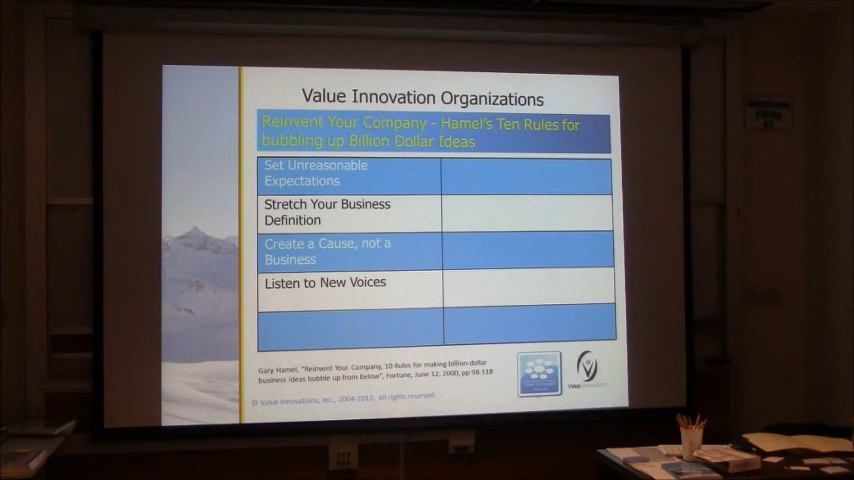 Value Innovation Organizations
Reinvent Your Company - Hamel's Ten Rules for
bubbling up Billion Dollar Ideas
Set Unreasonable
Expectations
Stretch Your Business
Definition
Create a Cause, not a
Business
Listen to New Voices
Gary Hamel, "Reinvent Your Company, 10 Rules for making billion-dollar
business ideas bubble up from below", Fortune, June 12, 2000, pp 98-118
© Value Innovations, Inc., 2004-2012. All rights reserved.